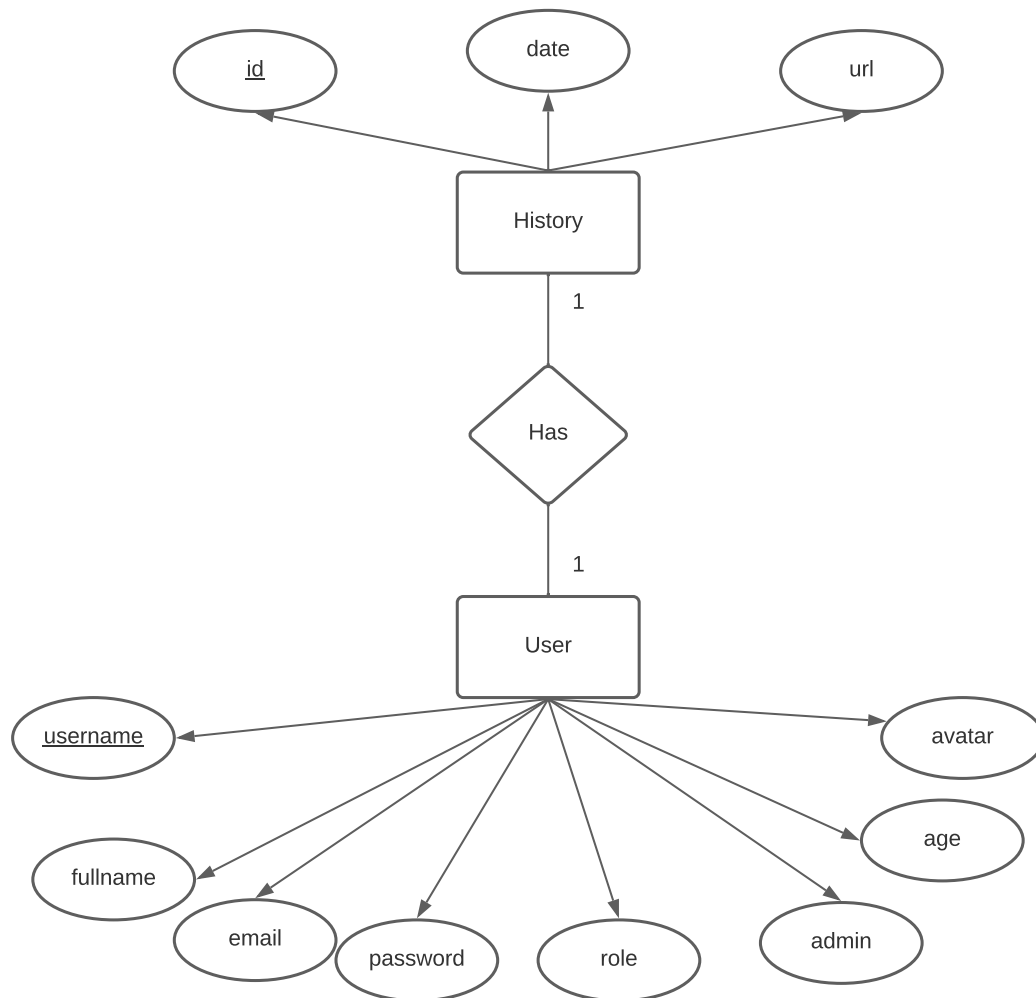 id
date
url
History
1
Has
1
User
username
avatar
age
fullname
email
password
role
admin